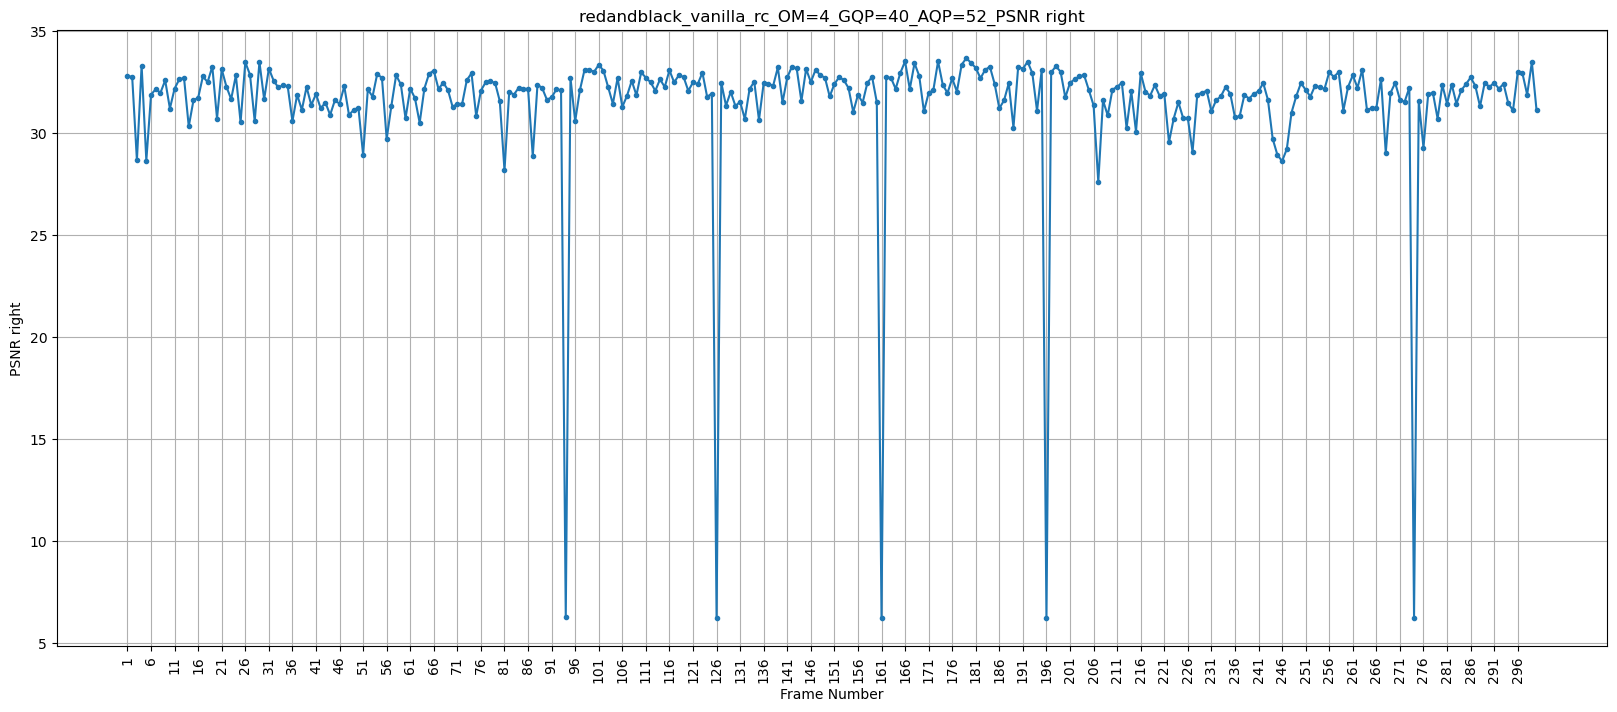 redandblack_vanilla_rc_OM=4_GQP=40_AQP=52_PSNR right
35
30
25
20
15
10
5
PSNR right
1 6 11 16 21 26 31 36 41 46 51 56 61 66 71 76 81 86 91 96 101 106 111 116 121 126 131 136 141 146 151 156 161 166 171 176 181 186 191 196 201 206 211 216 221 226 231 236 241 246 251 256 261 266 271 276 281 286 291 296
Frame Number